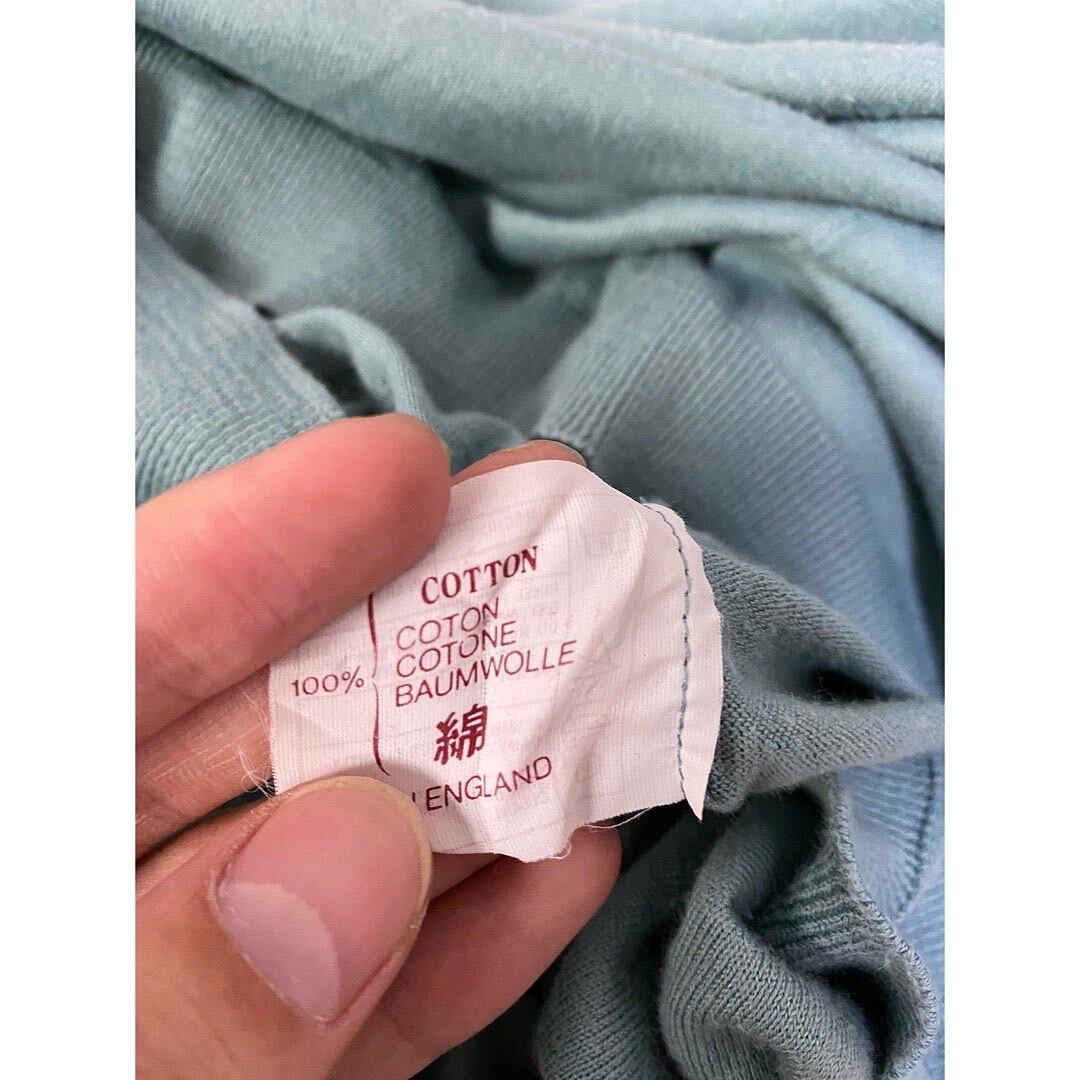 COTTON
COTON
COTONE
100%
BAUMWOLLE
綿
ENGLAND